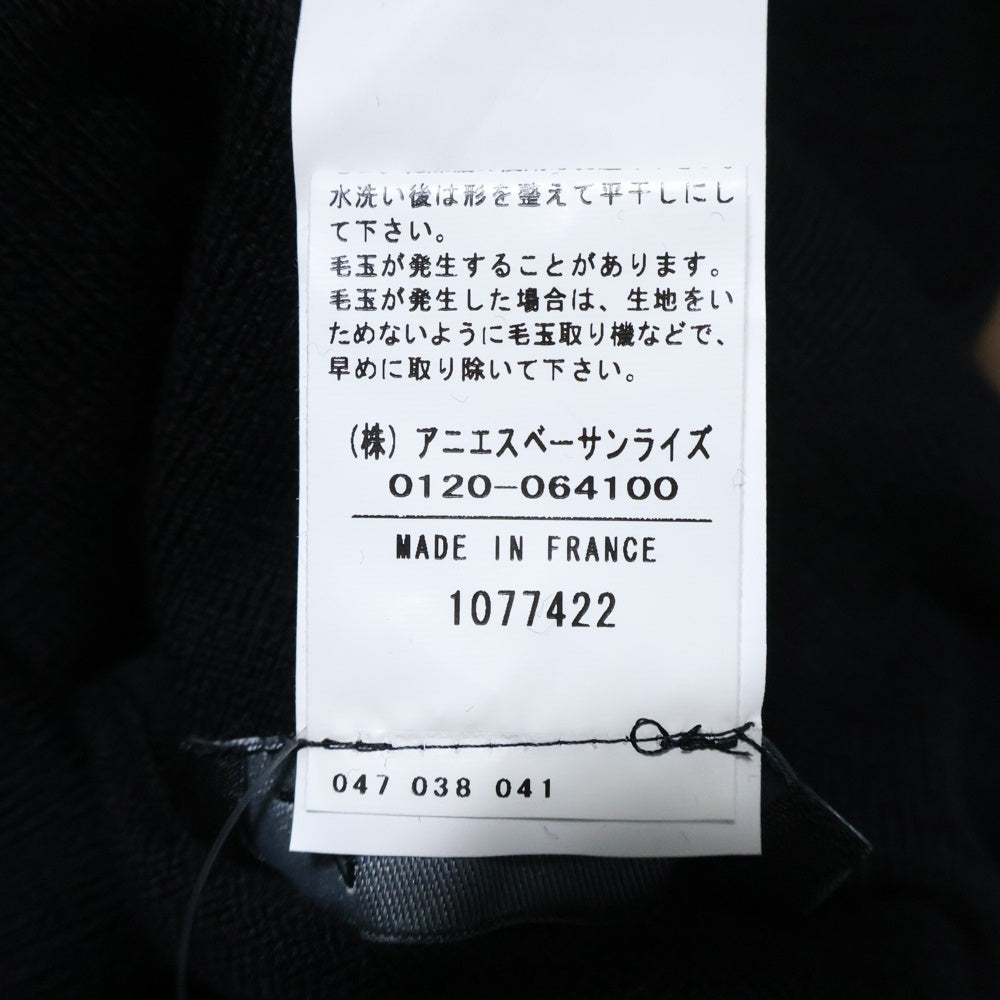 水洗い後は形を整えて平干しにし
て下さい。
毛玉が発生することがあります。
毛玉が発生した場合は、生地をい
ためないように毛玉取り機などで、
早めに取り除いて下さい。
(株) アニエスベーサンライズ
0120-064100
MADE IN FRANCE
1077422
047 038 041